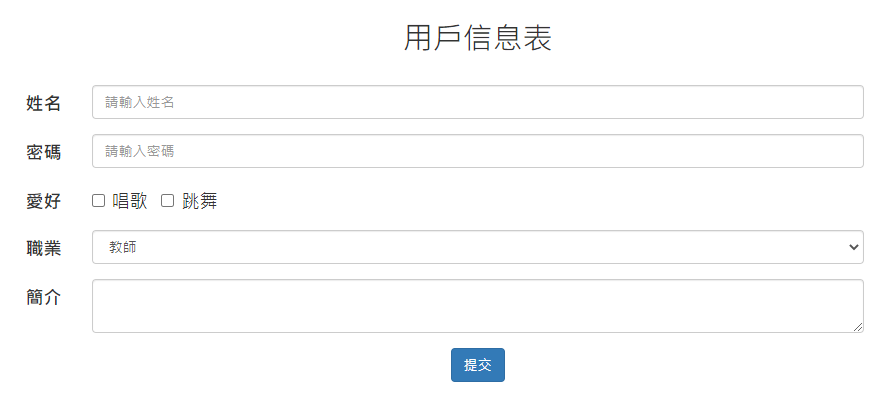 用戶信息表
姓名 請輸入姓名
密碼 請輸入密碼
愛好 唱歌 跳舞
職業 教師
簡介
提交